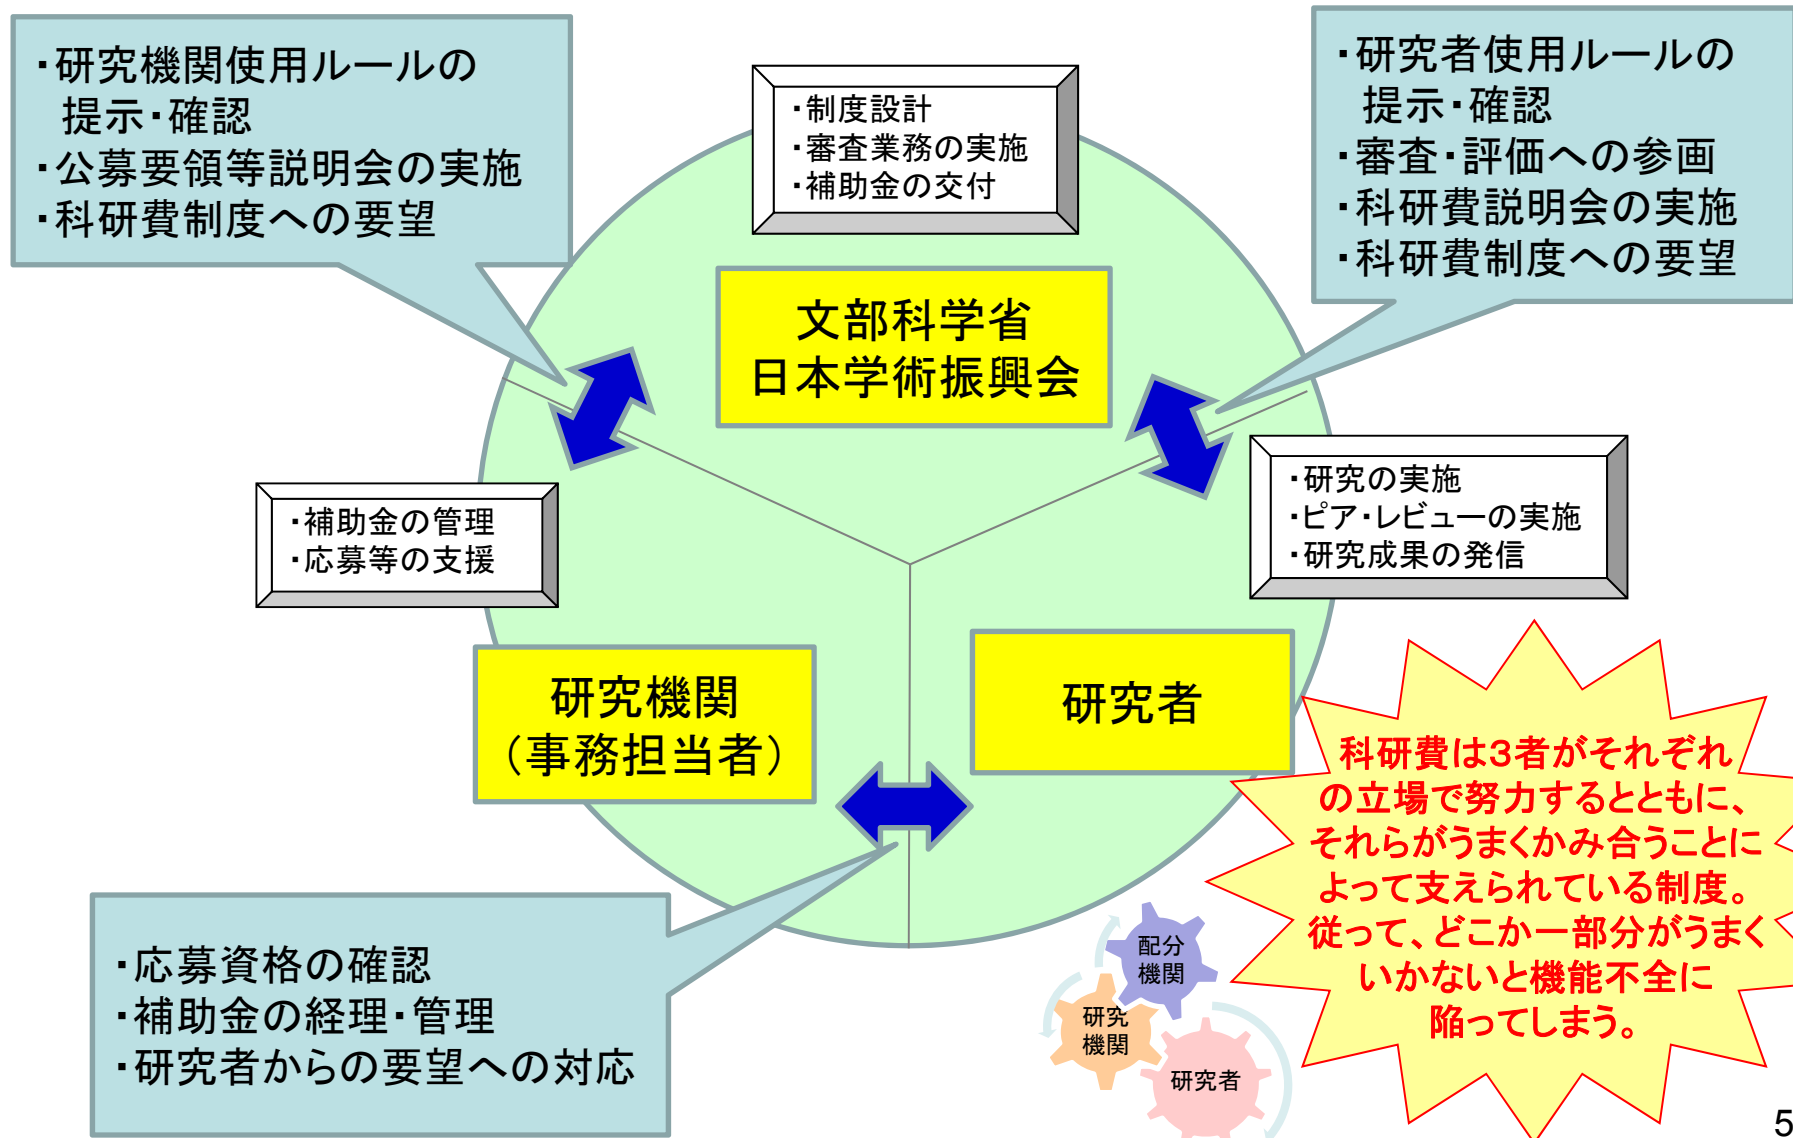 ・研究機関使用ルールの
提示・確認
・公募要領等説明会の実施
・科研費制度への要望
・制度設計
・審査業務の実施
・補助金の交付
・研究者使用ルールの
提示・確認
・審査・評価への参画
・科研費説明会の実施
・科研費制度への要望
文部科学省
日本学術振興会
・補助金の管理
・応募等の支援
・研究の実施
・ピア・レビューの実施
・研究成果の発信
研究機関
（事務担当者）
研究者
科研費は３者がそれぞれ
の立場で努力するとともに、
それらがうまくかみ合うことに
よって支えられている制度。
従って、どこか一部分がうまく
いかないと機能不全に
陥ってしまう。
・応募資格の確認
・補助金の経理・管理
・研究者からの要望への対応
配分
機関
研究
機関
研究者
5